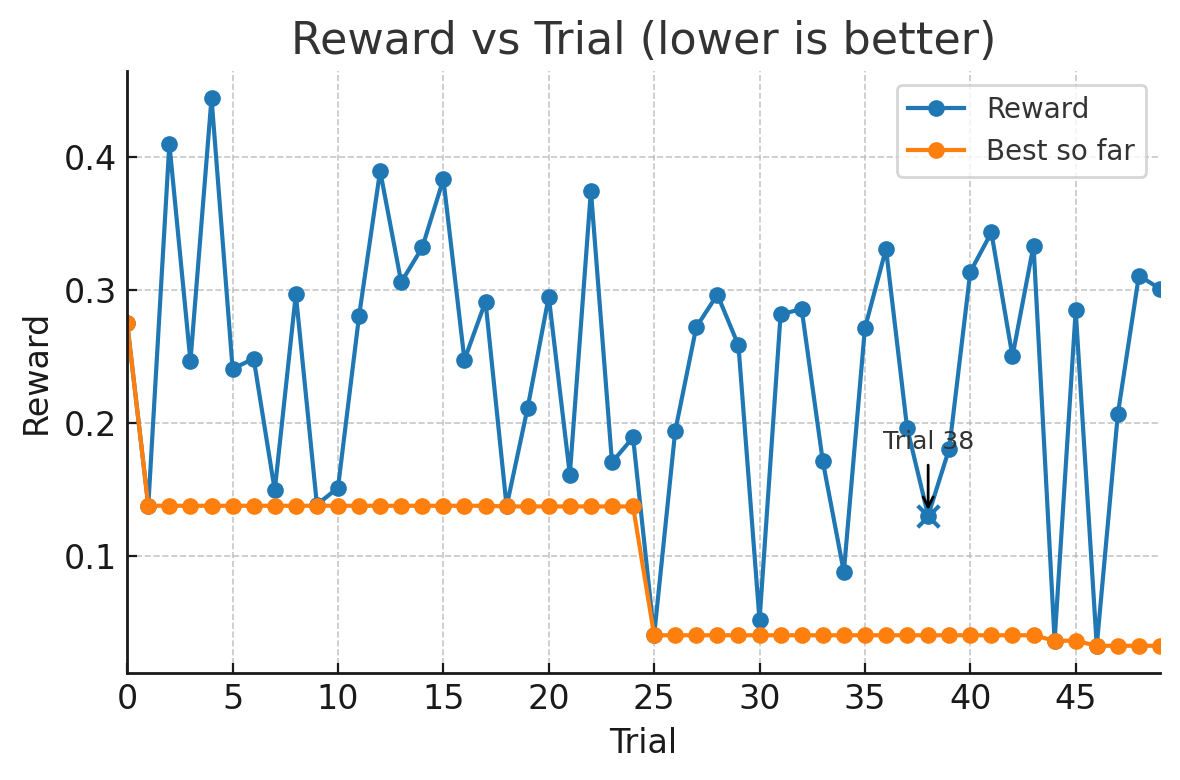 Reward vs Trial (lower is better)
Reward
Best so far
0.4
0.3
0.2
0.1
Reward
Trial 38
0 5 10 15 20 25 30 35 40 45
Trial